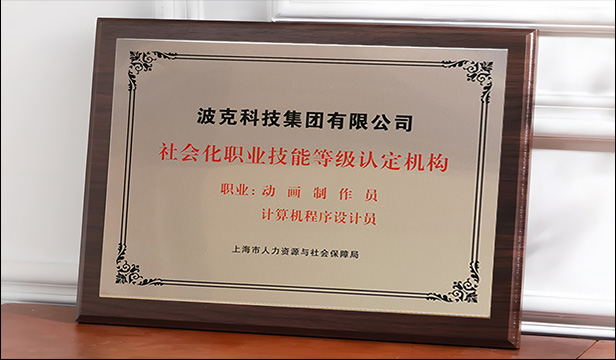 波克科技集团有限公司
社会化职业技能等级认定机构
职业：动画制作员
计算机程序设计员
上海市人力资源与社会保障局